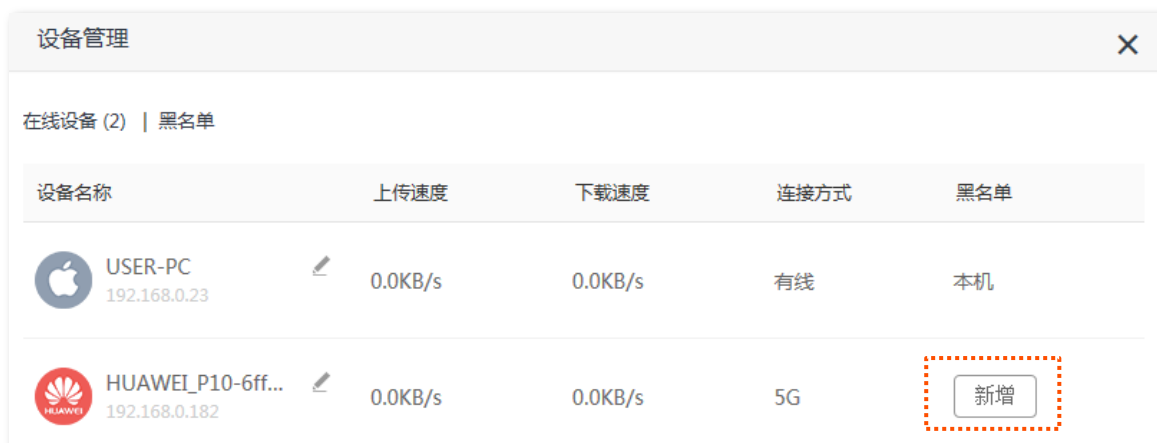 设备管理
在线设备 (2) | 黑名单
设备名称 上传速度 下载速度 连接方式 黑名单
USER-PC 0.0KB/s 0.0KB/s 有线 本机
192.168.0.23
HUAWEI_P10-6ff... 0.0KB/s 0.0KB/s 5G 新增
HUAWEI 192.168.0.182